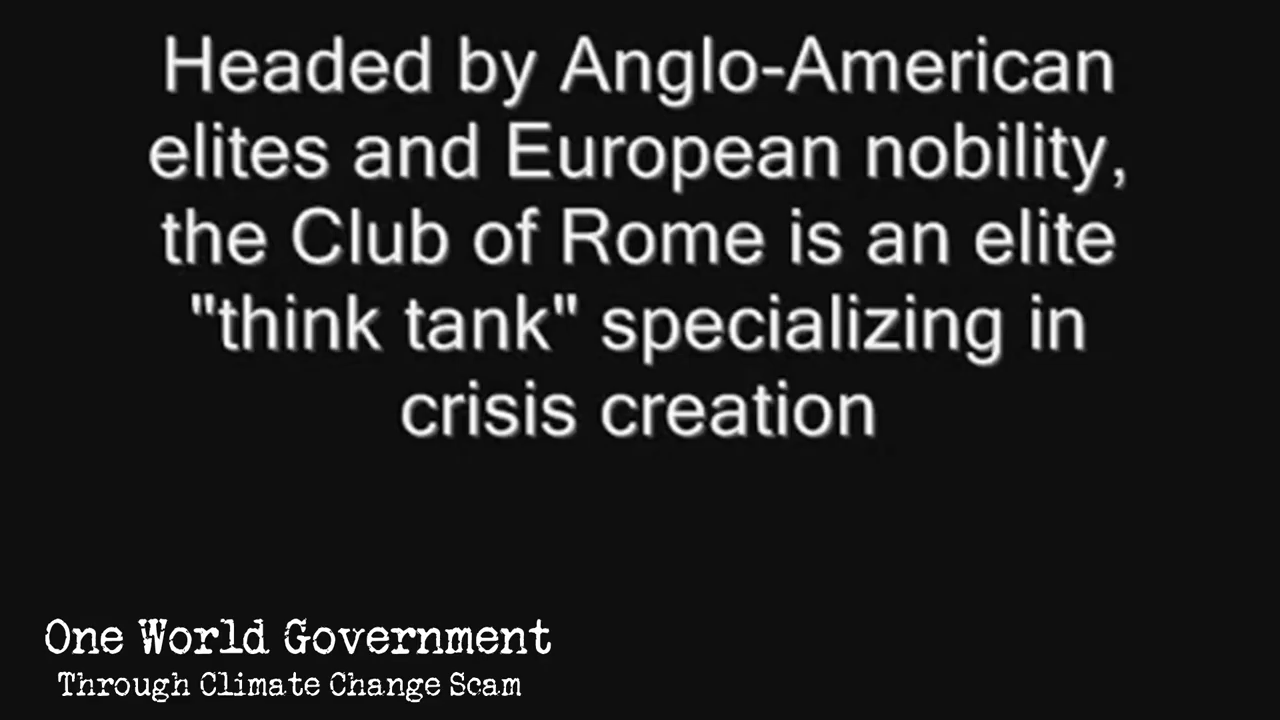 Headed by Anglo-American
elites and European nobility,
the Club of Rome is an elite
"think tank" specializing in
crisis creation
One World Government
Through Climate Change Scam